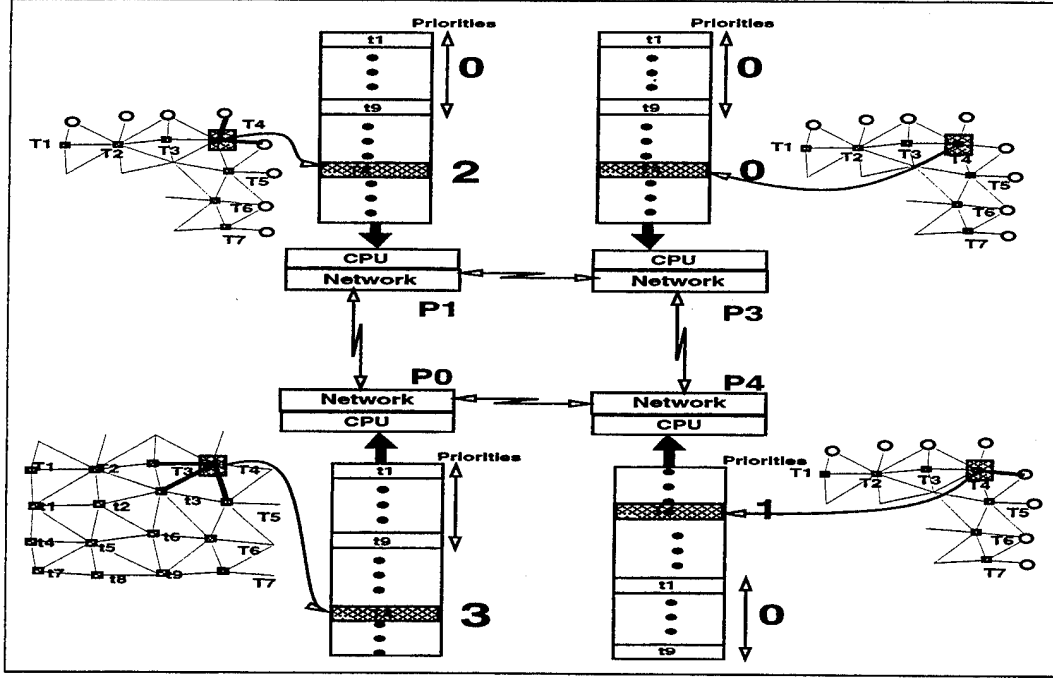 Priorities
t1
0
t9
T4
T1
T2
T3
2
T5
T6
T7
CPU
Network
P1
Priorities
t1
0
t9
0
T1
T2
T3
T4
T5
T6
T7
CPU
Network
P3
P0
Network
CPU
P4
Network
CPU
Priorities
t1
t9
3
T1
T2
T3
T4
t1
t2
t3
T5
t4
t5
t6
T6
t7
t8
t9
T7
Priorities
1
t1
0
t9
T1
T2
T3
T4
T5
T6
T7